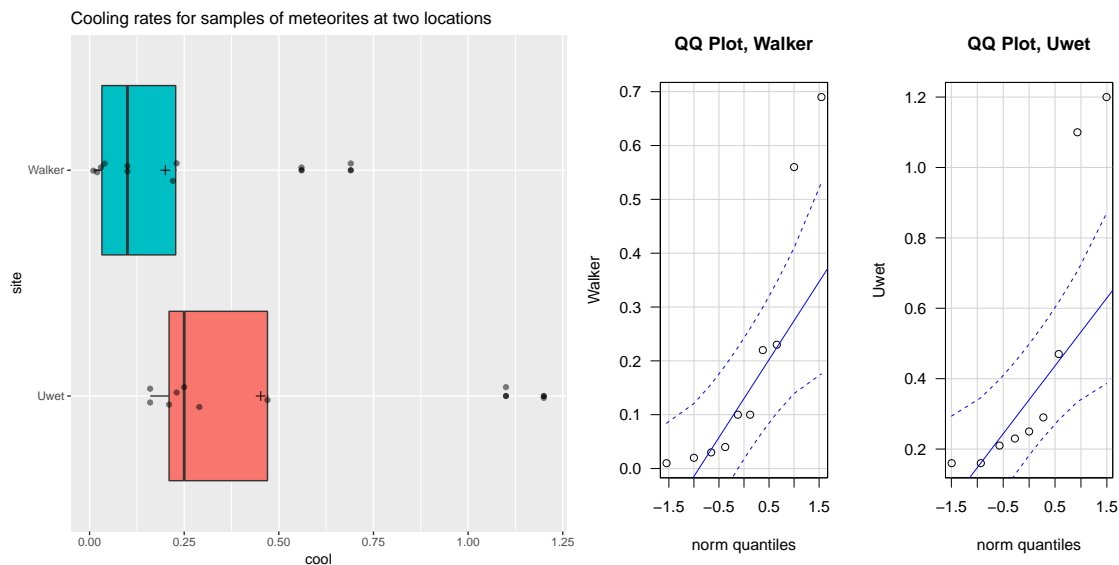 Cooling rates for samples of meteorites at two locations
site
Walker
Uwet
0.00 0.25 0.50 0.75 1.00 1.25
cool
QQ Plot, Walker
Walker
0.7
0.6
0.5
0.4
0.3
0.2
0.1
0.0
−1.5 −0.5 0.5 1.5
norm quantiles
QQ Plot, Uwet
Uwet
1.2
1.0
0.8
0.6
0.4
0.2
−1.5 −0.5 0.5 1.5
norm quantiles